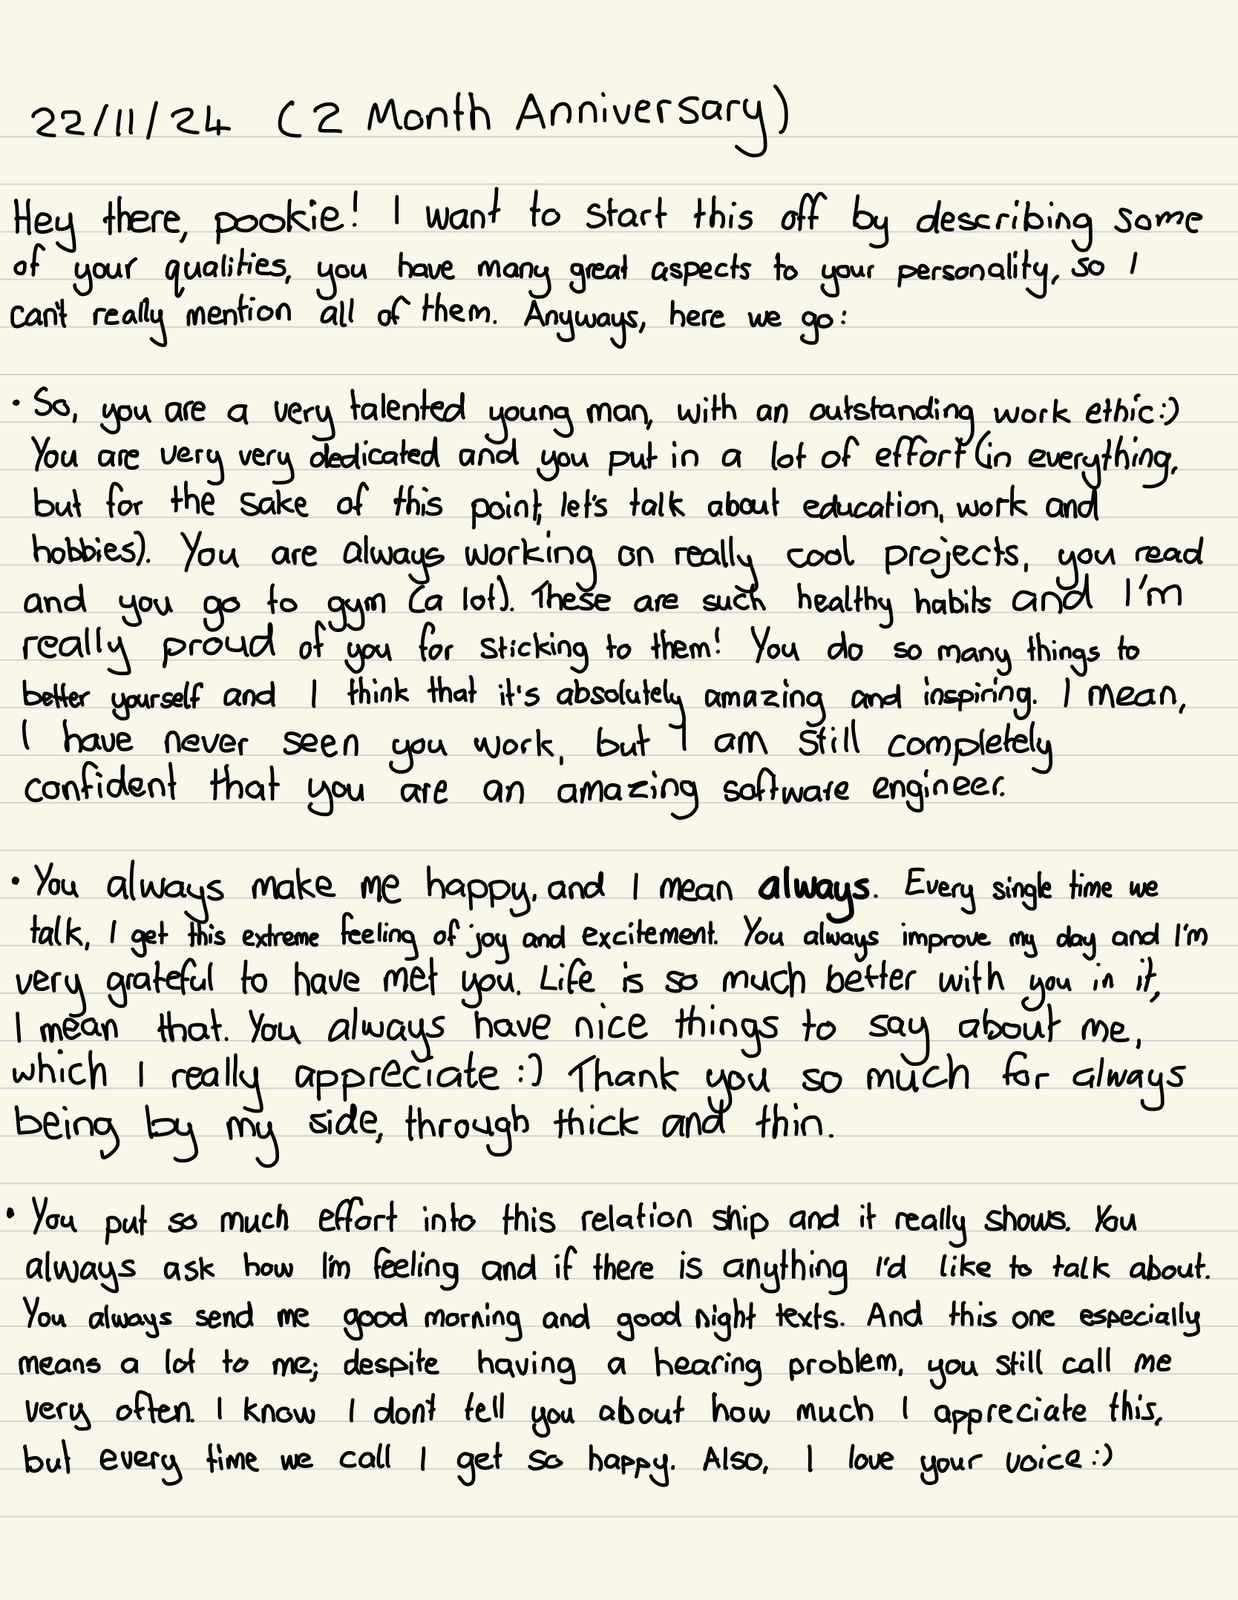 22/11/24 (2 Month Anniversary)
Hey there, pookie! I want to start this off by describing some
of your qualities, you have many great aspects to your personality, so I
can't really mention all of them. Anyways, here we go:
• So, you are a very talented young man, with an outstanding work ethic:)
You are very very dedicated and you put in a lot of effort (in everything,
but for the sake of this point, let's talk about education, work and
hobbies). You are always working on really cool projects, you read
and you go to gym (a lot). These are such healthy habits and I'm
really proud of you for sticking to them! You do so many things to
better yourself and I think that it's absolutely amazing and inspiring. I mean,
I have never seen you work, but I am still completely
confident that you are an amazing software engineer.
• You always make me happy, and I mean always. Every single time we
talk, I get this extreme feeling of joy and excitement. You always improve my day and I'm
very grateful to have met you. Life is so much better with you in it,
I mean that. You always have nice things to say about me,
which I really appreciate :) Thank you so much for always
being by my side, through thick and thin.
• You put so much effort into this relation ship and it really shows. You
always ask how I'm feeling and if there is anything I'd like to talk about.
You always send me good morning and good night texts. And this one especially
means a lot to me; despite having a hearing problem, you still call me
very often. I know I don't tell you about how much I appreciate this,
but every time we call I get so happy. Also, I love your voice:)